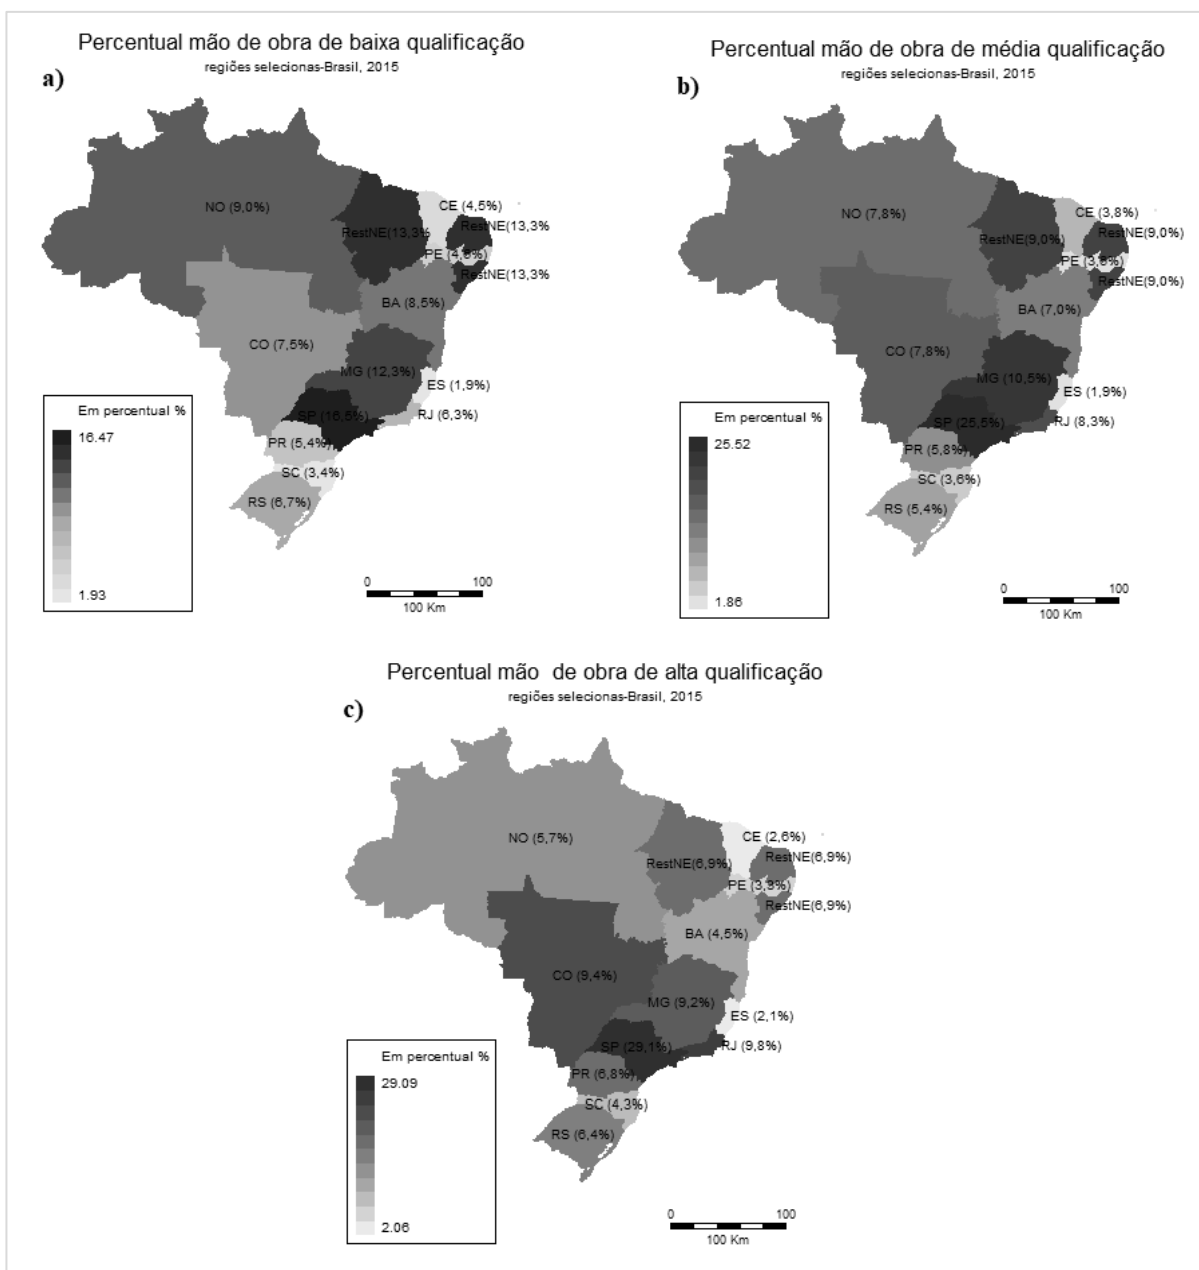 Percentual mão de obra de baixa qualificação
regiões selecionas-Brasil, 2015
a)
NO (9,0%)
CE (4,5%)
RestNE(13,3%
RestNE(13,3%
RestNE(13,3%
BA (8,5%)
CO (7,5%)
MG (12,3%)
ES (1,9%)
SP (16,5%)
RJ (6,3%)
PR (5,4%)
SC (3,4%)
RS (6,7%)
Em percentual %
16.47
1.93
0 100
100 Km
Percentual mão de obra de média qualificação
regiões selecionas-Brasil, 2015
b)
NO (7,8%)
CE (3,8%)
RestNE(9,0%)
RestNE(9,0%)
PE (3,8%)
RestNE(9,0%)
BA (7,0%)
CO (7,8%)
MG (10,5%)
ES (1,9%)
SP (25,5%)
RJ (8,3%)
PR (5,8%)
SC (3,6%)
RS (5,4%)
Em percentual %
25.52
1.86
0 100
100 Km
Percentual mão de obra de alta qualificação
regiões selecionas-Brasil, 2015
c)
NO (5,7%)
CE (2,6%)
RestNE(6,9%)
RestNE(6,9%)
PE (3,3%)
RestNE(6,9%)
BA (4,5%)
CO (9,4%)
MG (9,2%)
ES (2,1%)
SP (29,1%)
RJ (9,8%)
PR (6,8%)
SC (4,3%)
RS (6,4%)
Em percentual %
29.09
2.06
0 100
100 Km